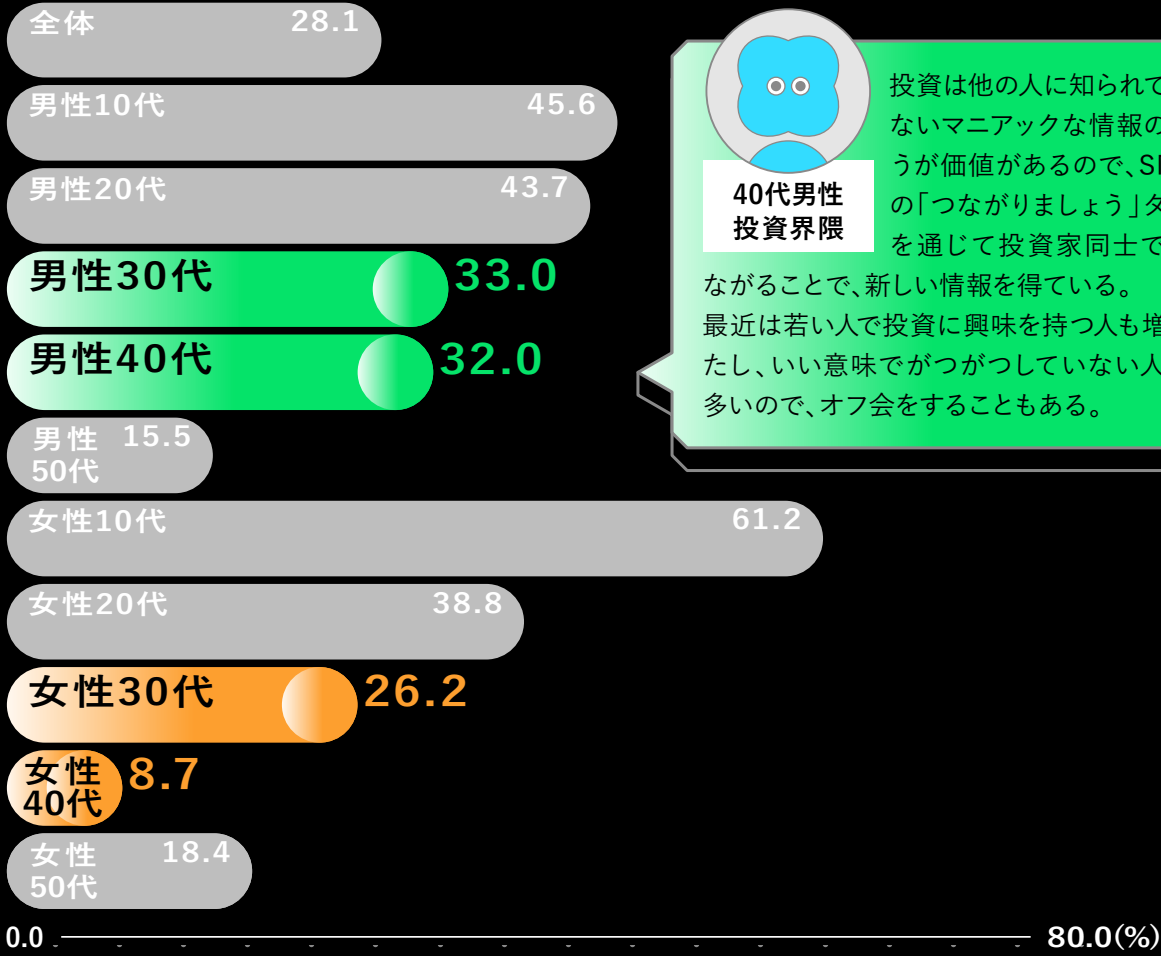 全体 28.1
男性10代 45.6
男性20代 43.7
男性30代 33.0
男性40代 32.0
男性 15.5
50代
女性10代 61.2
女性20代 38.8
女性30代 26.2
女性 8.7
40代
女性 18.4
50代
0.0 80.0(%)
40代男性
投資界隈
投資は他の人に知られて
ないマニアックな情報の
うが価値があるので、S
の「つながりましょう」タ
を通じて投資家同士で
ながることで、新しい情報を得ている。
最近は若い人で投資に興味を持つ人も増
たし、いい意味でがつがつしていない人
多いので、オフ会をすることもある。